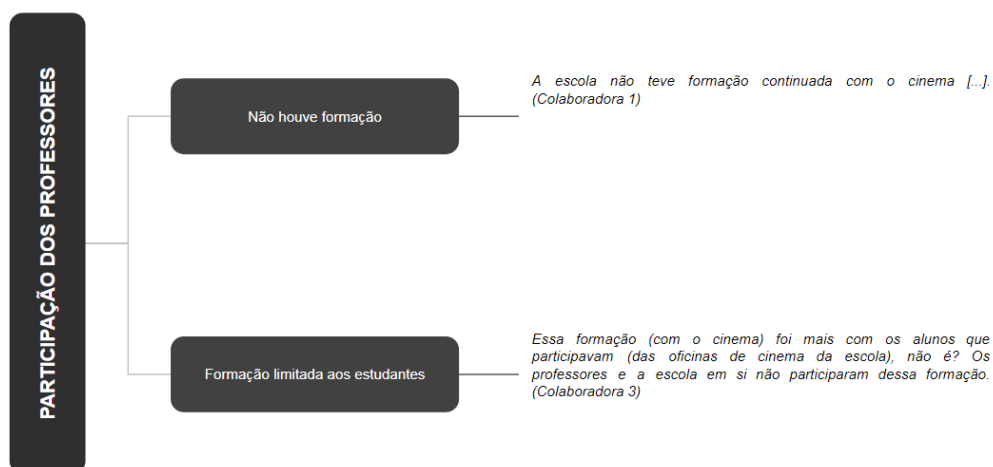 PARTICIPAÇÃO DOS PROFESSORES
Não houve formação
A escola não teve formação continuada com o cinema [...].
(Colaboradora 1)
Formação limitada aos estudantes
Essa formação (com o cinema) foi mais com os alunos que
participavam (das oficinas de cinema da escola), não é? Os
professores e a escola em si não participaram dessa formação.
(Colaboradora 3)